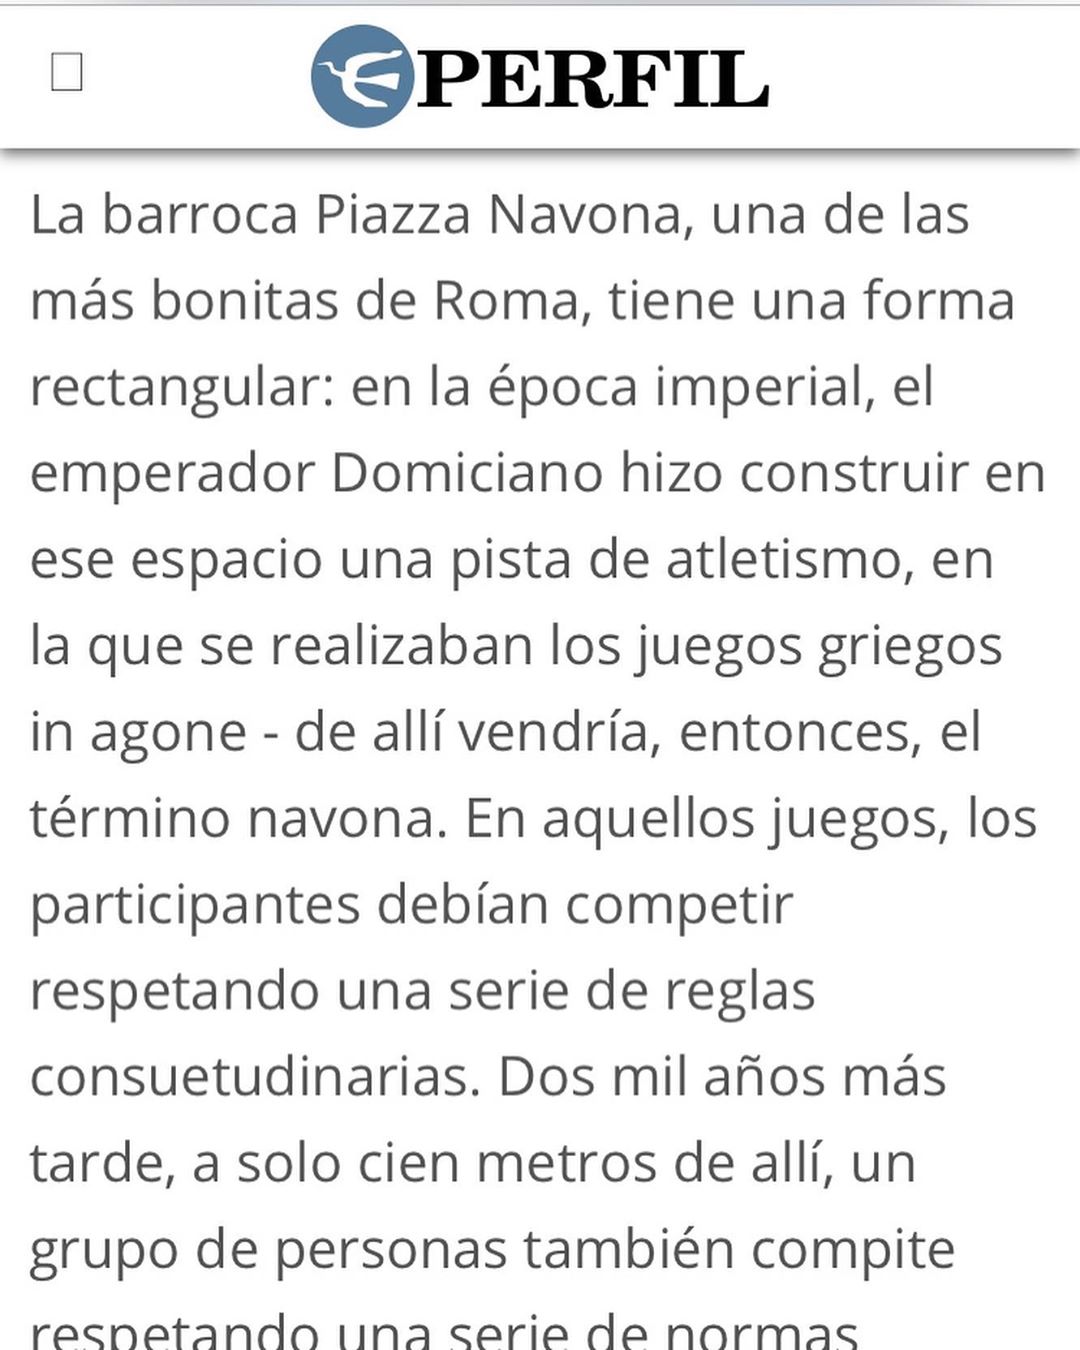 PERFIL
La barroca Piazza Navona, una de las
más bonitas de Roma, tiene una forma
rectangular: en la época imperial, el
emperador Domiciano hizo construir en
ese espacio una pista de atletismo, en
la que se realizaban los juegos griegos
in agone - de allí vendría, entonces, el
término navona. En aquellos juegos, los
participantes debían competir
respetando una serie de reglas
consuetudinarias. Dos mil años más
tarde, a solo cien metros de allí, un
grupo de personas también compite
respetando una serie de normas